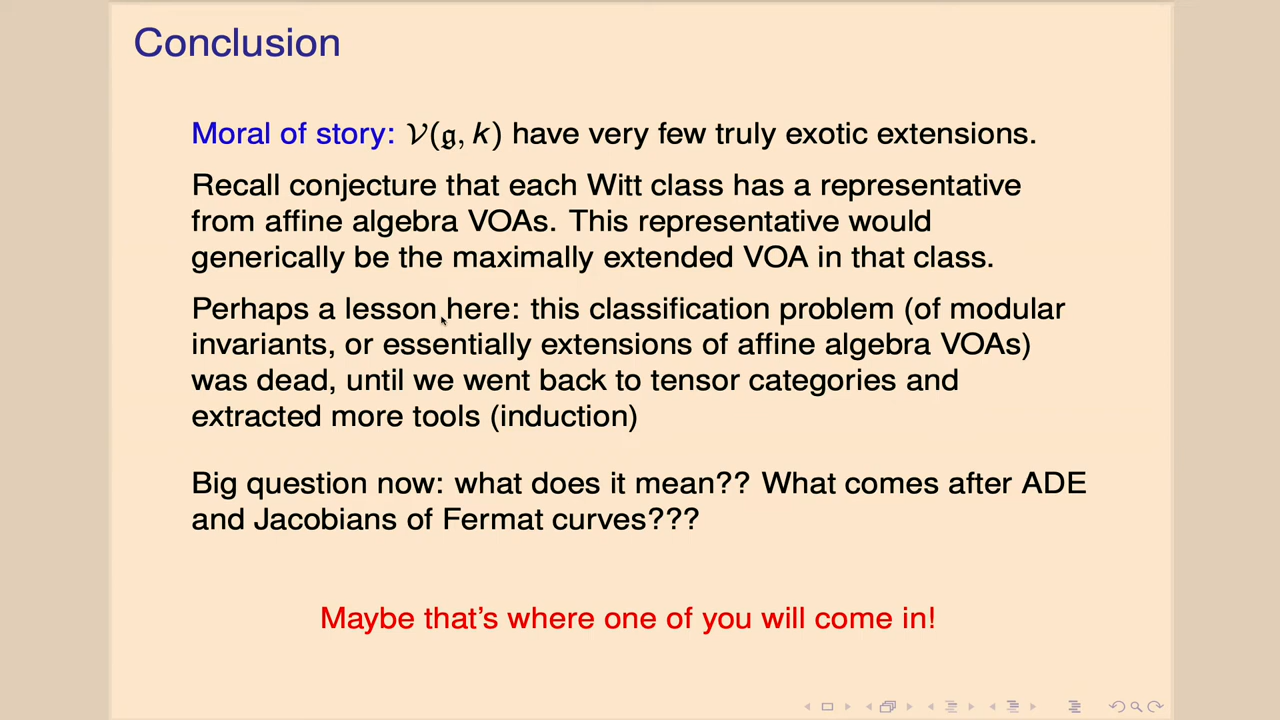 Conclusion
Moral of story: 𝒱(𝔤, k) have very few truly exotic extensions.
Recall conjecture that each Witt class has a representative
from affine algebra VOAs. This representative would
generically be the maximally extended VOA in that class.
Perhaps a lesson here: this classification problem (of modular
invariants, or essentially extensions of affine algebra VOAs)
was dead, until we went back to tensor categories and
extracted more tools (induction)
Big question now: what does it mean?? What comes after ADE
and Jacobians of Fermat curves???
Maybe that's where one of you will come in!